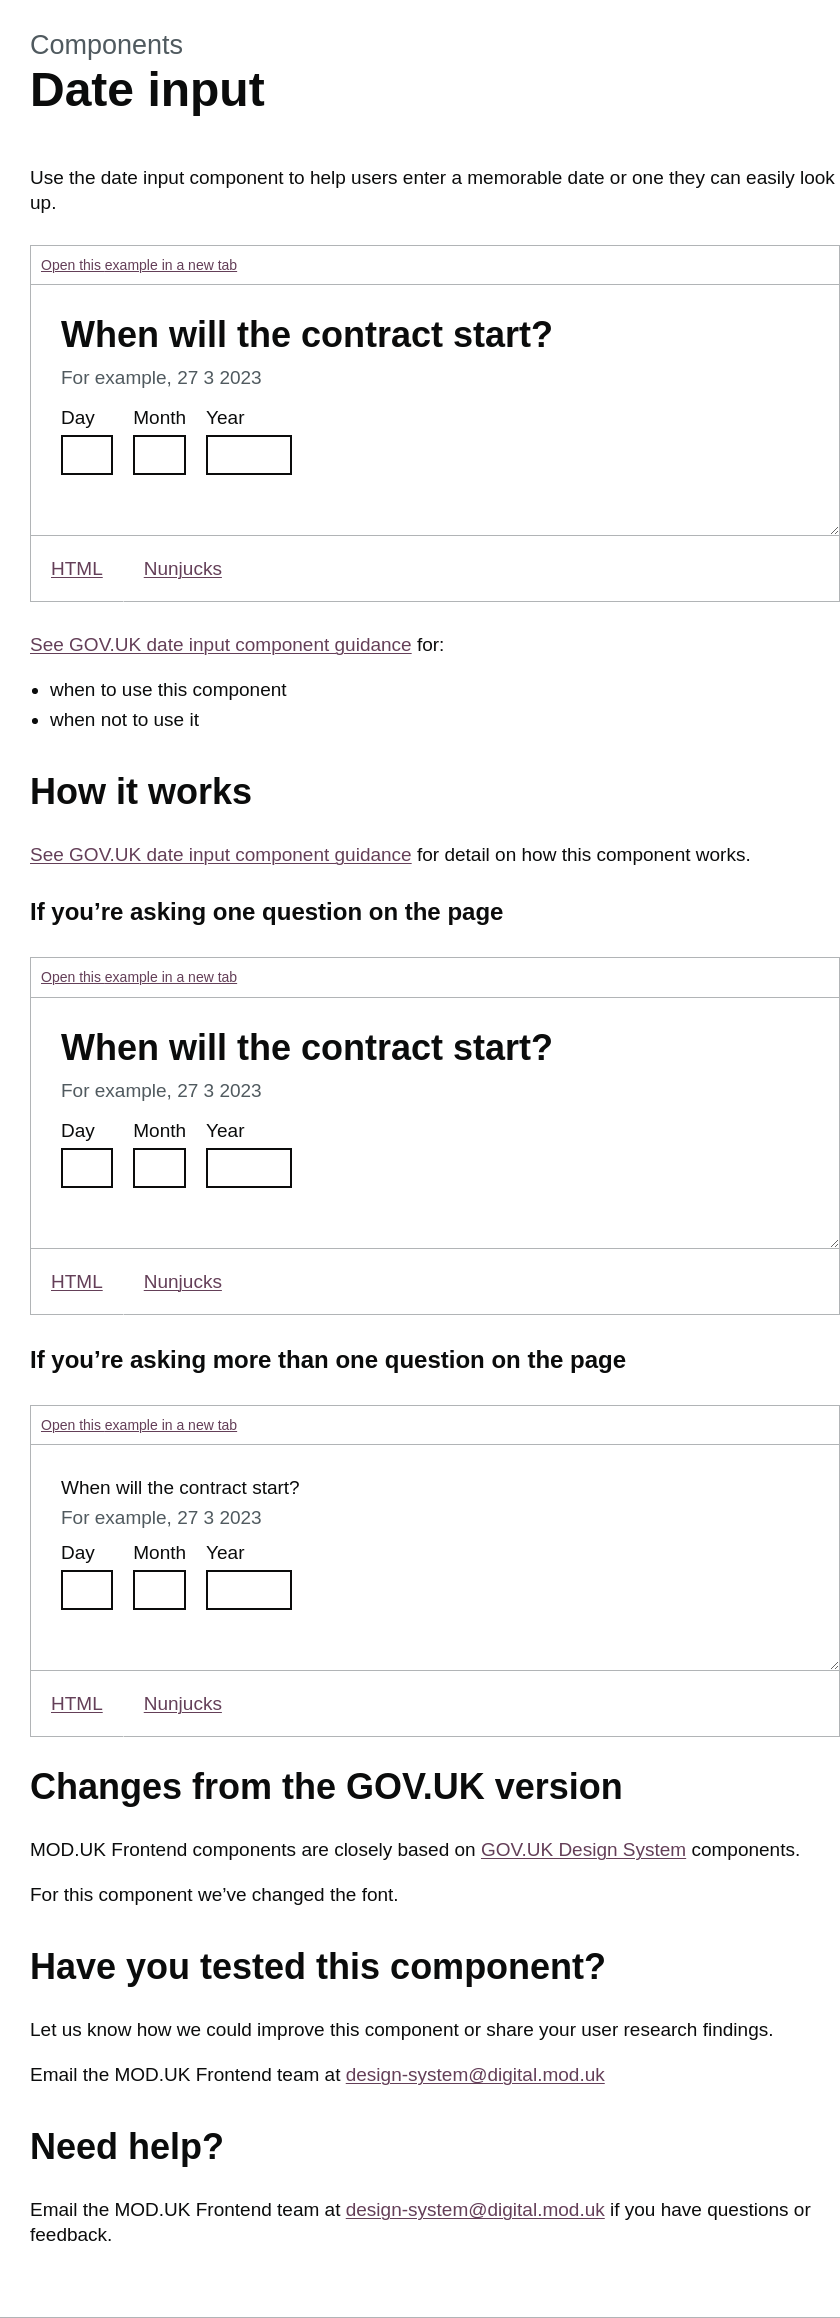 Components
Date input
Use the date input component to help users enter a memorable date or one they can easily look
up.
Open this example in a new tab
When will the contract start?
For example, 27 3 2023
Day Month Year
HTML Nunjucks
See GOV.UK date input component guidance for:
• when to use this component
• when not to use it
How it works
See GOV.UK date input component guidance for detail on how this component works.
If you’re asking one question on the page
Open this example in a new tab
When will the contract start?
For example, 27 3 2023
Day Month Year
HTML Nunjucks
If you’re asking more than one question on the page
Open this example in a new tab
When will the contract start?
For example, 27 3 2023
Day Month Year
HTML Nunjucks
Changes from the GOV.UK version
MOD.UK Frontend components are closely based on GOV.UK Design System components.
For this component we’ve changed the font.
Have you tested this component?
Let us know how we could improve this component or share your user research findings.
Email the MOD.UK Frontend team at design-system@digital.mod.uk
Need help?
Email the MOD.UK Frontend team at design-system@digital.mod.uk if you have questions or
feedback.